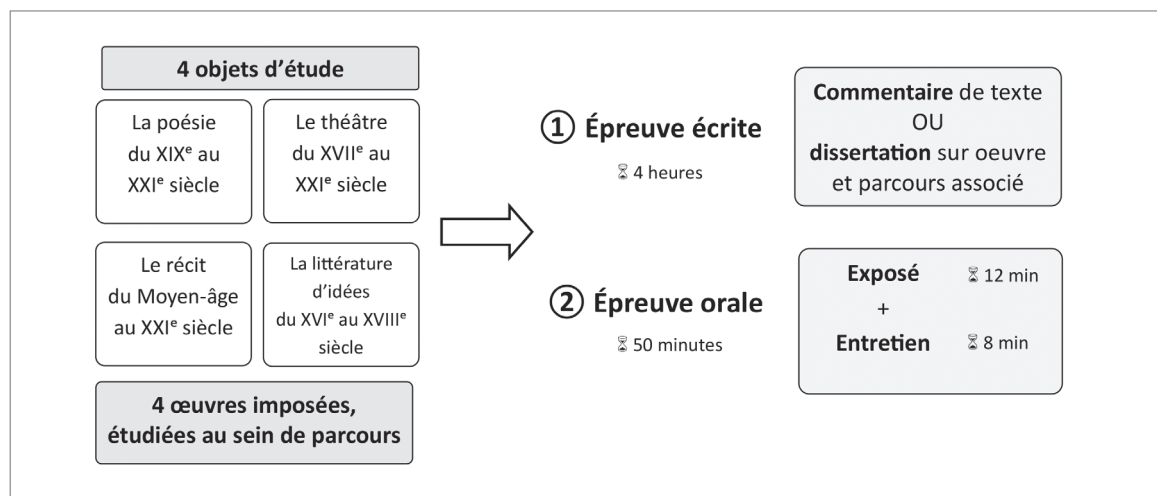 4 objets d’étude
La poésie
du XIXᵉ au
XXIᵉ siècle
Le théâtre
du XVIIᵉ au
XXIᵉ siècle
Le récit
du Moyen-âge
au XXIᵉ siècle
La littérature
d’idées
du XVIᵉ au XVIIIᵉ
siècle
4 œuvres imposées,
étudiées au sein de parcours
① Épreuve écrite
⌛ 4 heures
Commentaire de texte
OU
dissertation sur oeuvre
et parcours associé
② Épreuve orale
⌛ 50 minutes
Exposé ⌛ 12 min
+
Entretien ⌛ 8 min